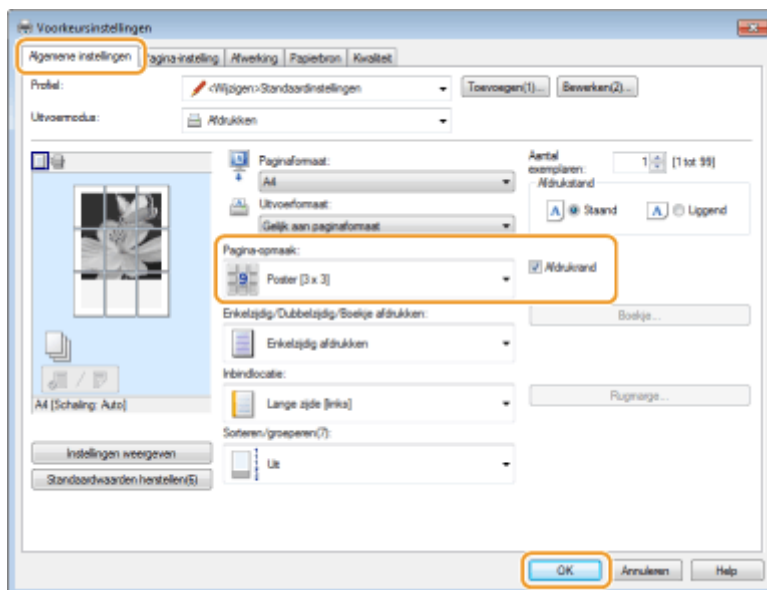 Voorkeursinstellingen
Algemene instellingen Pagina-instelling Afwerking Papierbron Kwaliteit
Profiel: <Wijzigen>Standaardinstellingen Toevoegen(1)... Bewerken(2)...
Uitvoermodus: Afdrukken
Paginaformaat:
A4
Uitvoerformaat:
Gelijk aan paginaformaat
Aantal
exemplaren: 1 [1 tot 99]
Afdrukstand
A Staand A Liggend
Pagina-opmaak:
9 Poster [3 x 3] Afdrukrand
Enkelzijdig/Dubbelzijdig/Boekje afdrukken:
Enkelzijdig afdrukken Boekje...
Inbindlocatie:
Lange zijde [links] Rugmarge...
A4 [Schaling: Auto]
Sorteren/groeperen(7):
Uit
Instellingen weergeven
Standaardwaarden herstellen(6)
OK Annuleren Help